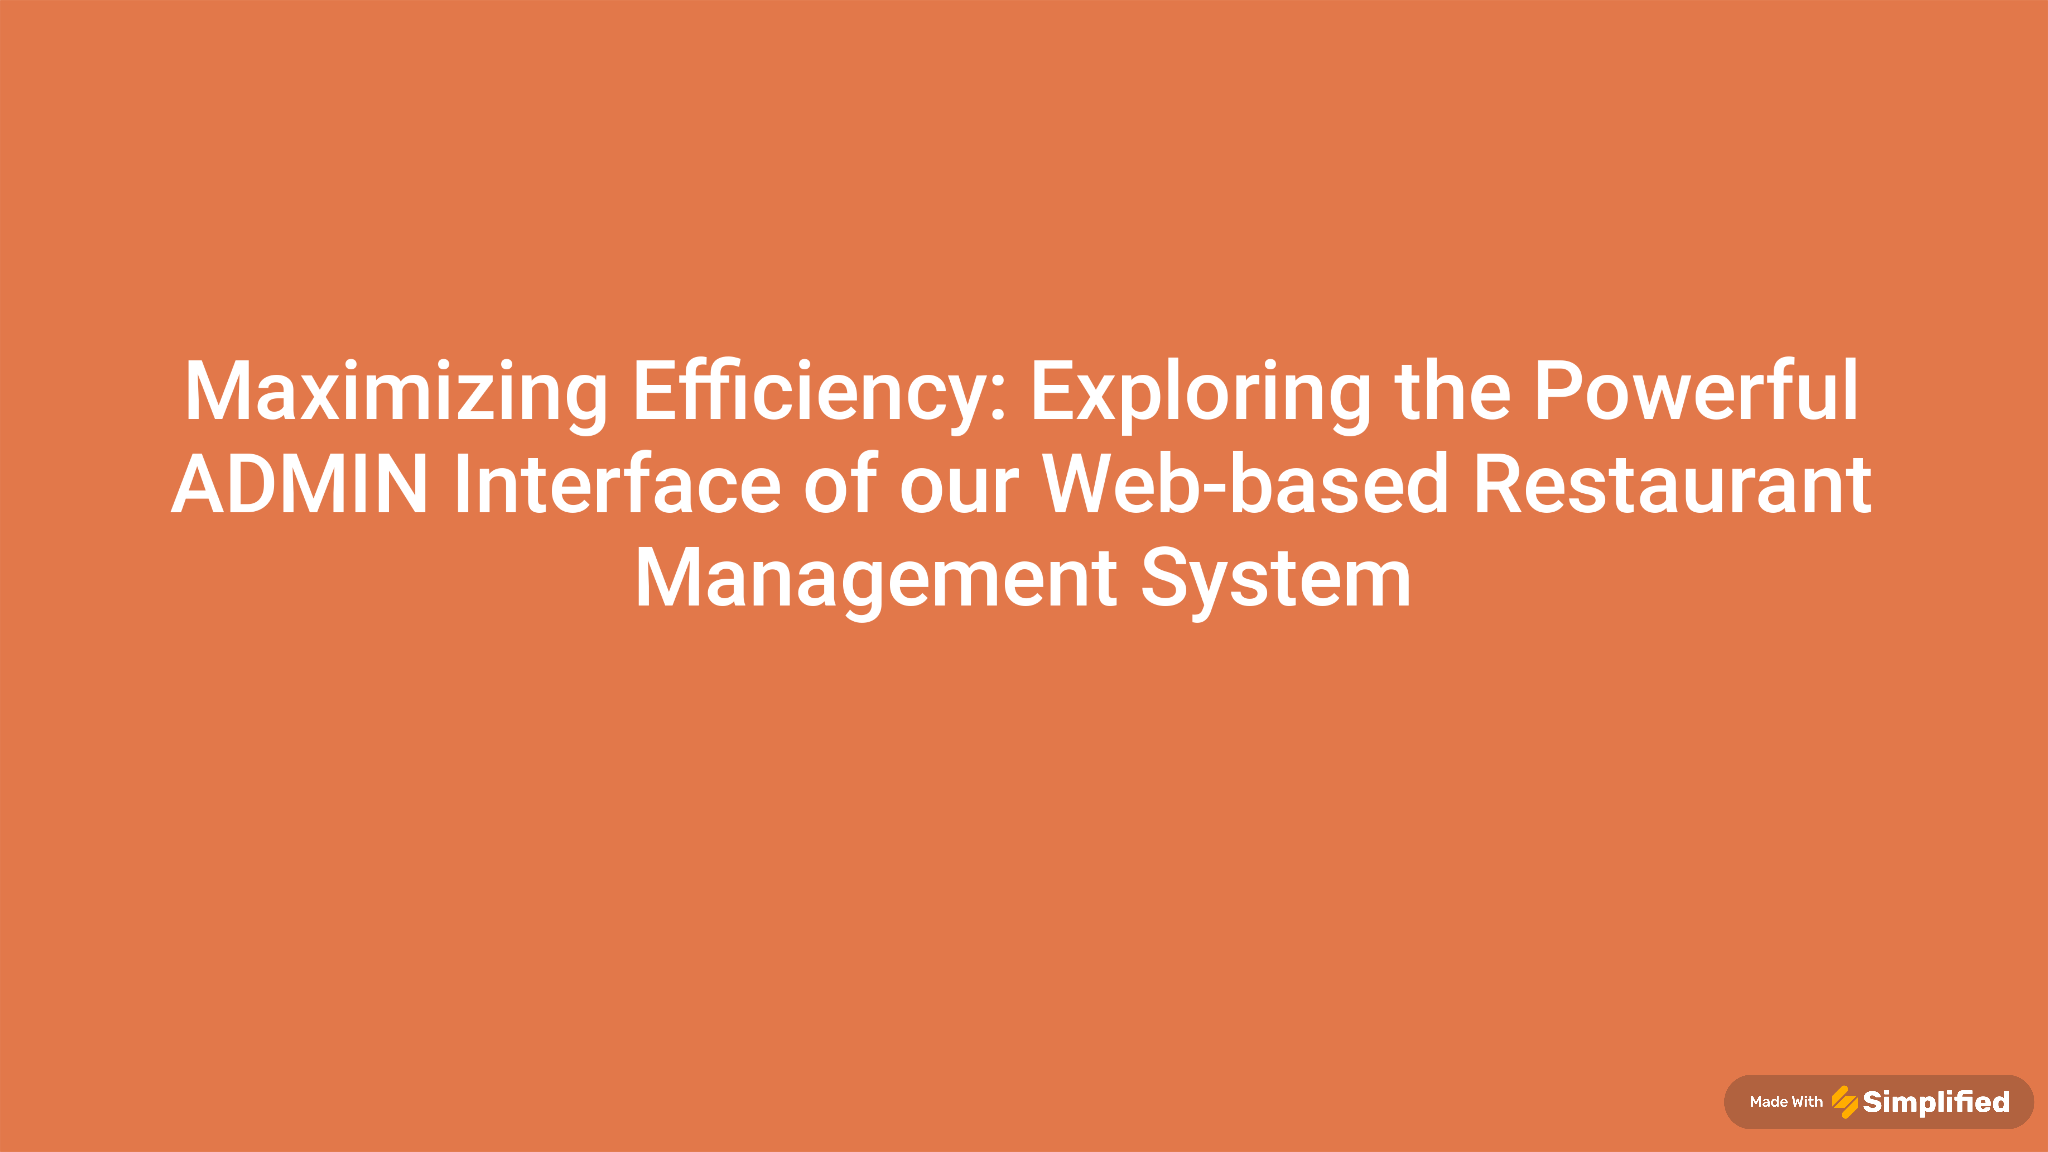 Maximizing Efficiency: Exploring the Powerful
ADMIN Interface of our Web-based Restaurant
Management System
Made With Simplified